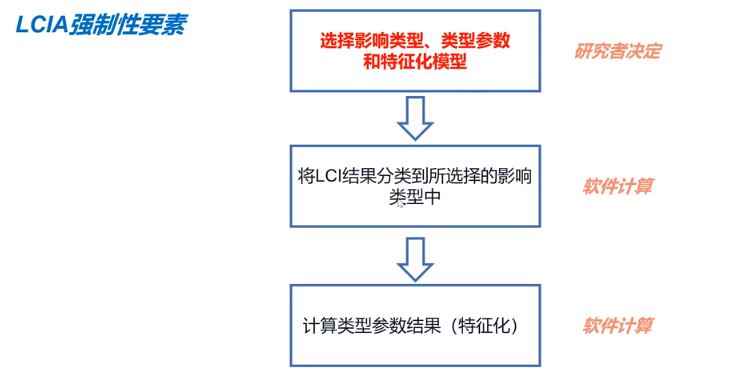 LCIA强制性要素
选择影响类型、类型参数
和特征化模型
研究者决定
将LCI结果分类到所选择的影响
类型中
软件计算
计算类型参数结果（特征化）
软件计算